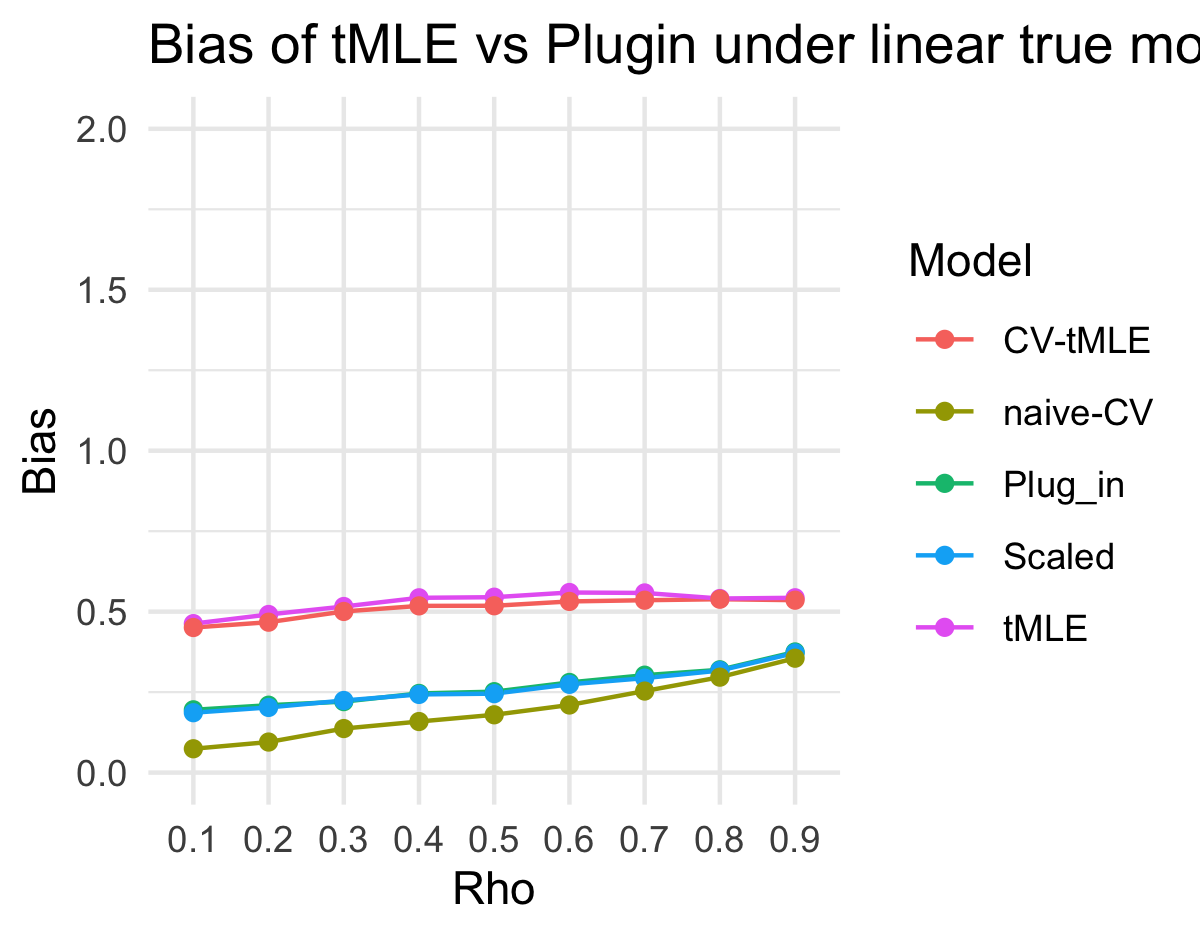 Bias of tMLE vs Plugin under linear true mo
2.0
1.5
1.0
0.5
0.0
Bias
0.1 0.2 0.3 0.4 0.5 0.6 0.7 0.8 0.9
Rho
Model
CV-tMLE
naive-CV
Plug_in
Scaled
tMLE